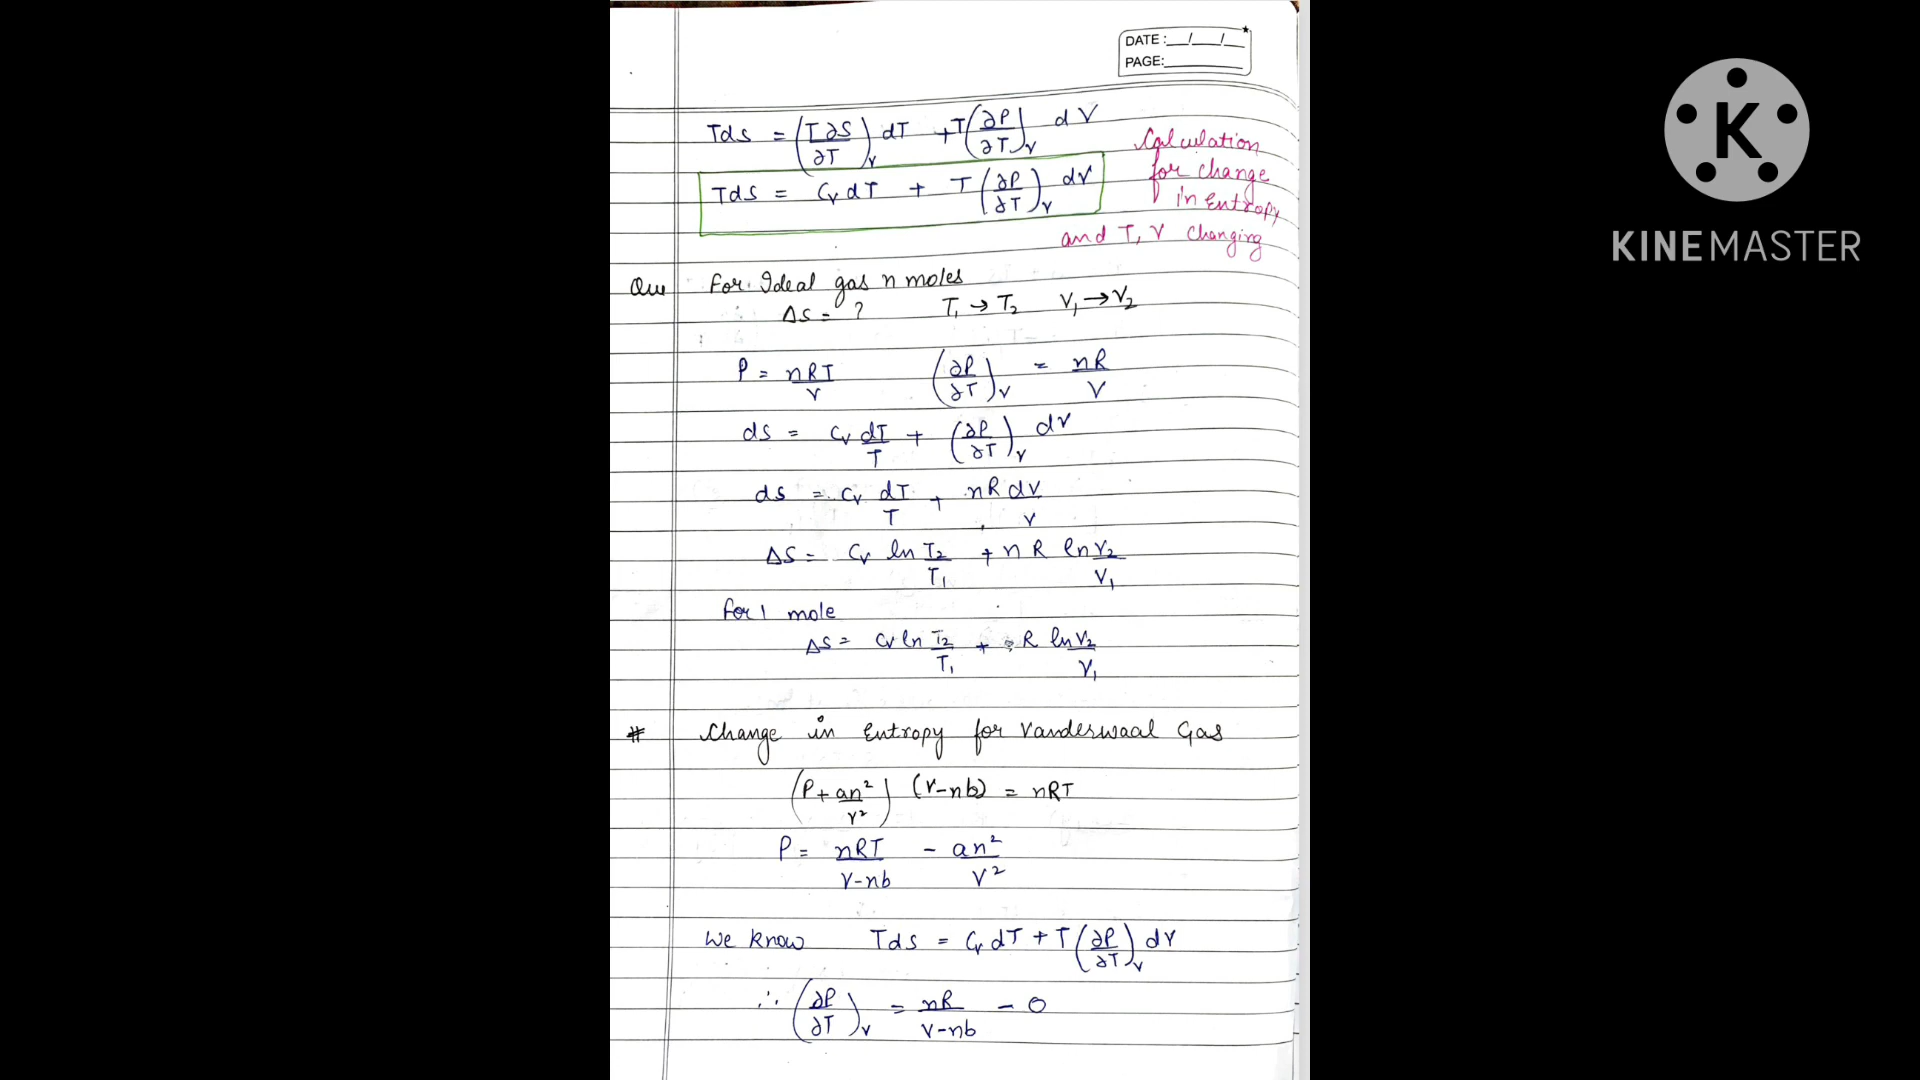 DATE:__/__/__
PAGE:________
Tds = (T∂S/∂T)v dT + T(∂P/∂T)v dV
Tds = Cv dT + T (∂P/∂T)v dv
Calculation
for change
in Entropy
and T, V changing
Que For Ideal gas n moles
Δs = ? T1 → T2 V1 → V2
P = nRT/V (∂P/∂T)v = nR/V
ds = Cv dT/T + (∂P/∂T)v dv
ds = Cv dT/T + nR dv/V
Δs = Cv ln T2/T1 + n R ln V2/V1
for 1 mole
Δs = Cv ln T2/T1 + R ln V2/V1
# Change in Entropy for Vanderwaal Gas
(P + an²/V²) (V-nb) = nRT
P = nRT/V-nb - an²/V²
We know Tds = Cv dT + T(∂P/∂T)v dV
∴ (∂P/∂T)v = nR/V-nb - 0
K
KINEMASTER